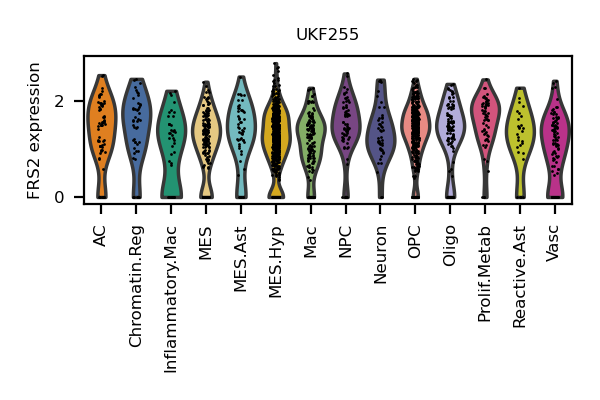 UKF255
FRS2 expression
2
0
AC
Chromatin.Reg
Inflammatory.Mac
MES
MES.Ast
MES.Hyp
Mac
NPC
Neuron
OPC
Oligo
Prolif.Metab
Reactive.Ast
Vasc